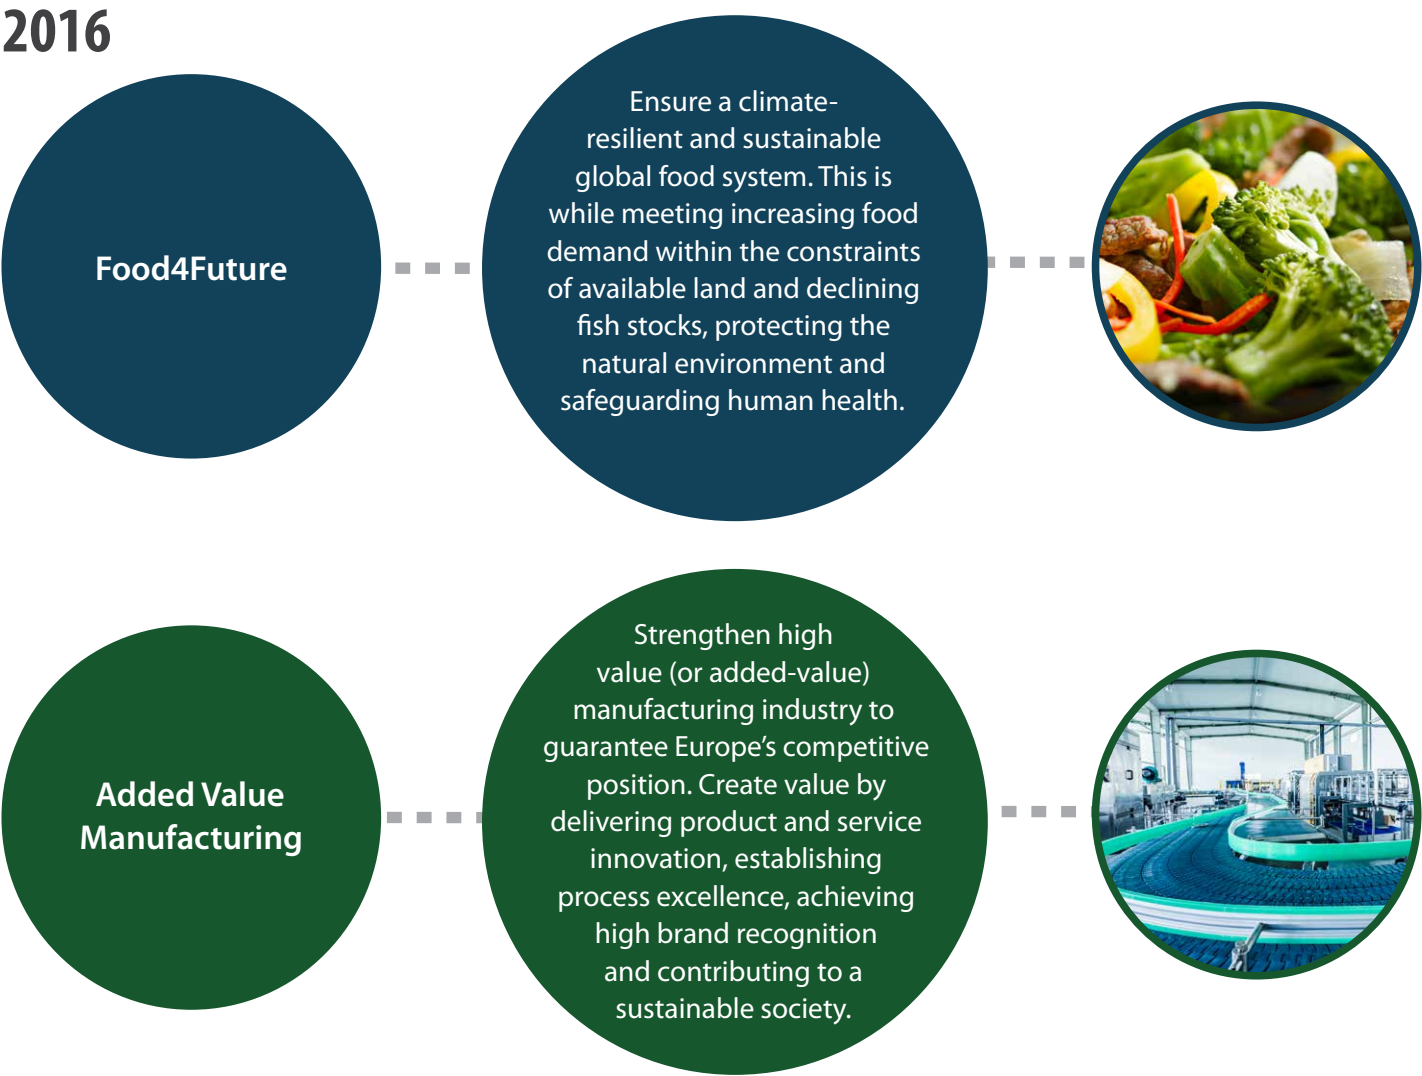 2016
Food4Future
Ensure a climate-
resilient and sustainable
global food system. This is
while meeting increasing food
demand within the constraints
of available land and declining
fish stocks, protecting the
natural environment and
safeguarding human health.
Added Value
Manufacturing
Strengthen high
value (or added-value)
manufacturing industry to
guarantee Europe’s competitive
position. Create value by
delivering product and service
innovation, establishing
process excellence, achieving
high brand recognition
and contributing to a
sustainable society.